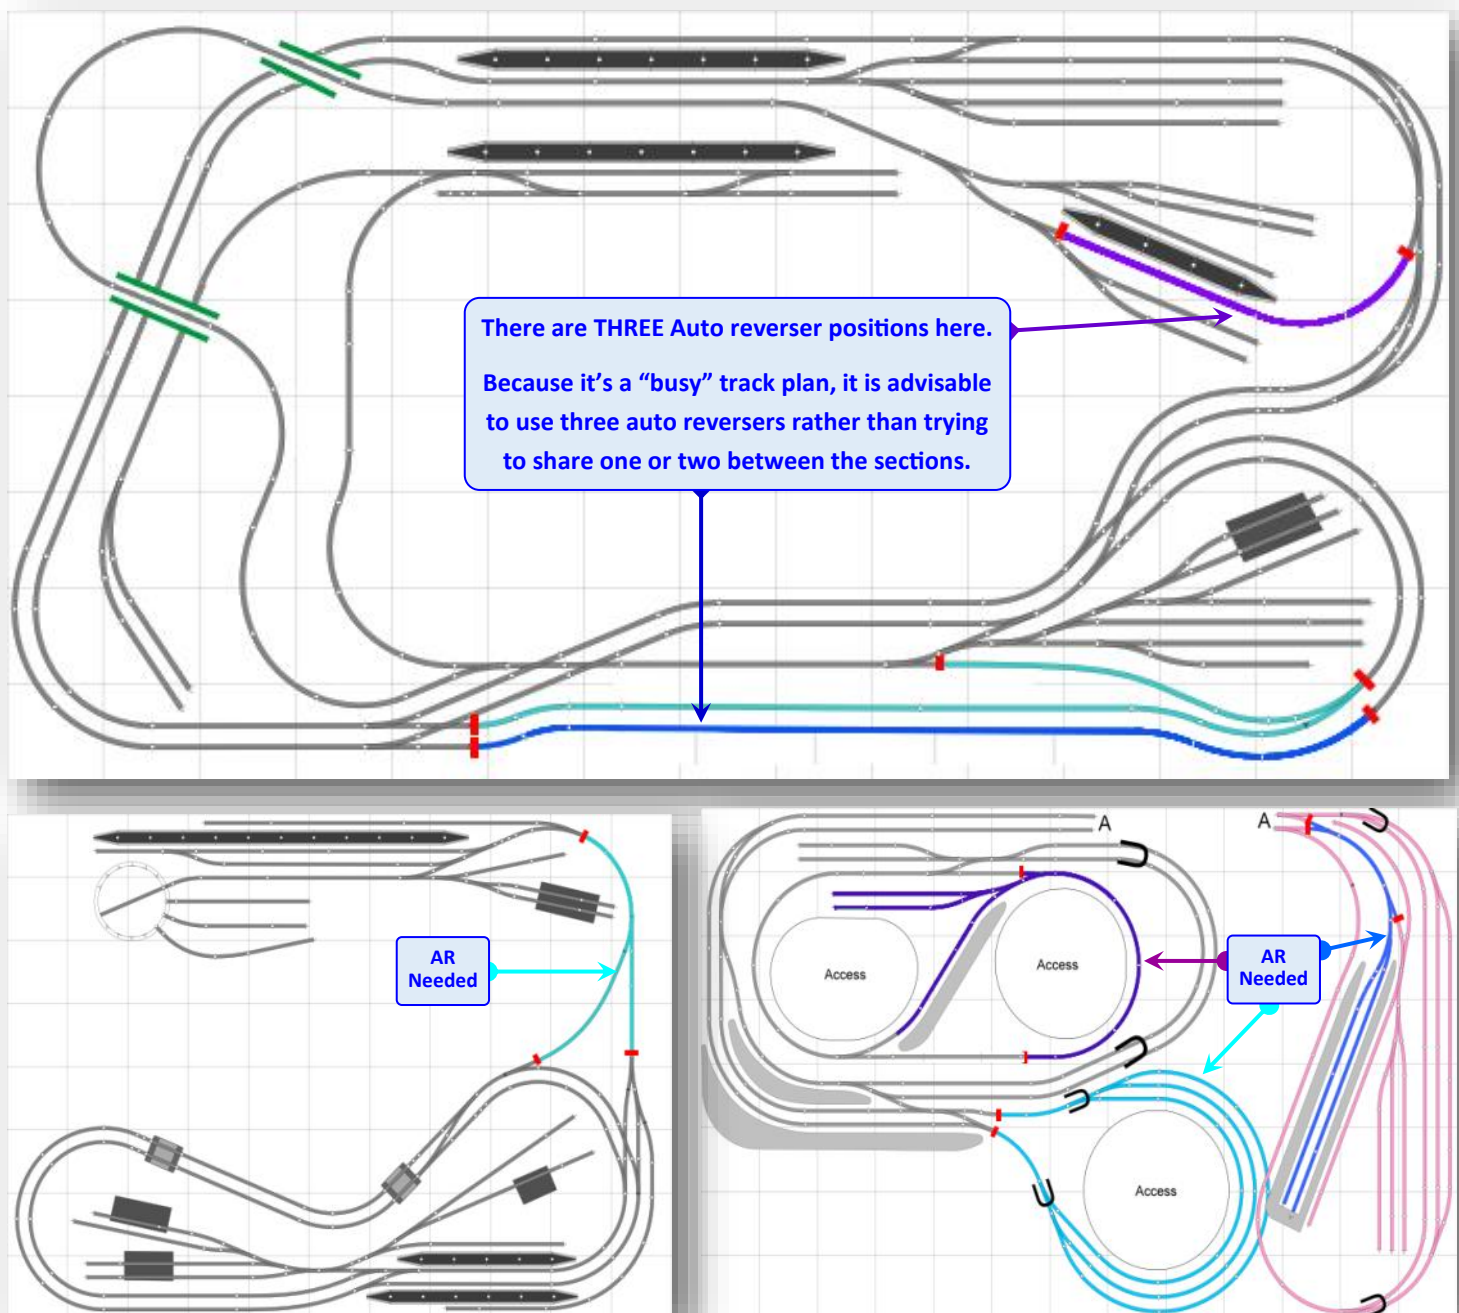 There are THREE Auto reverser positions here.
Because it’s a “busy” track plan, it is advisable
to use three auto reversers rather than trying
to share one or two between the sections.
AR
Needed
A
A
Access
Access
AR
Needed
Access